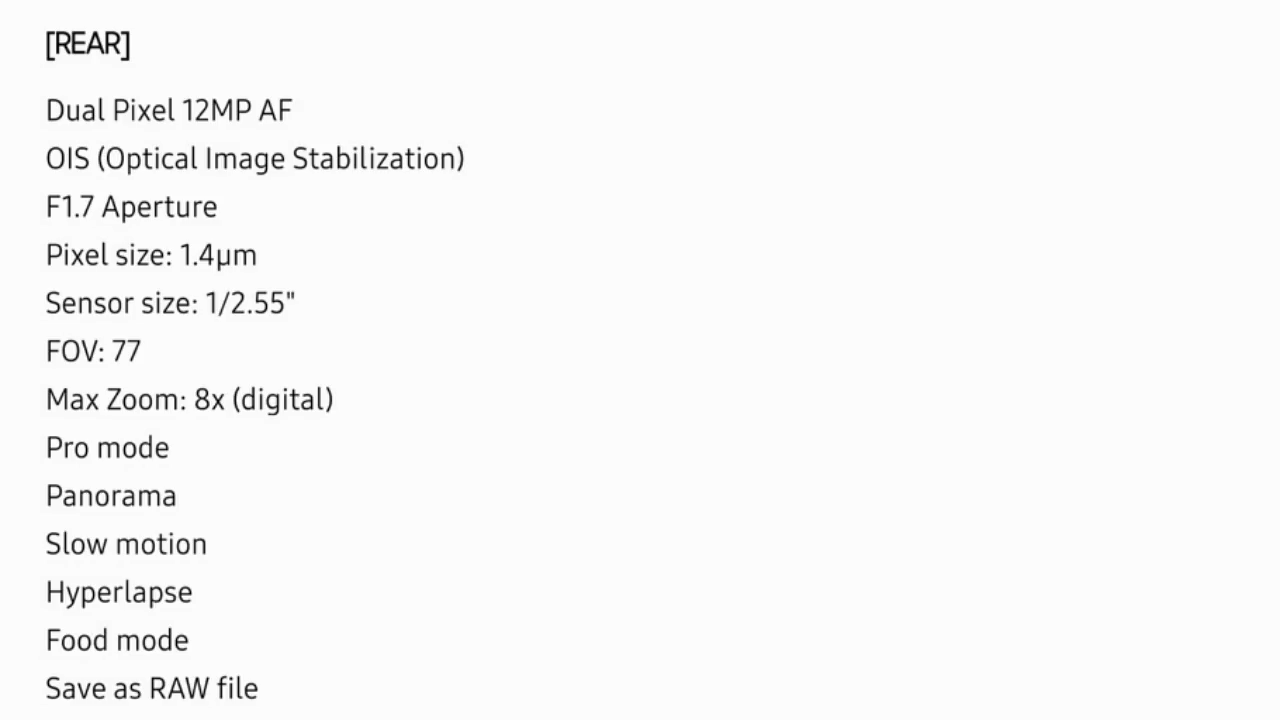 [REAR]
Dual Pixel 12MP AF
OIS (Optical Image Stabilization)
F1.7 Aperture
Pixel size: 1.4μm
Sensor size: 1/2.55"
FOV: 77
Max Zoom: 8x (digital)
Pro mode
Panorama
Slow motion
Hyperlapse
Food mode
Save as RAW file